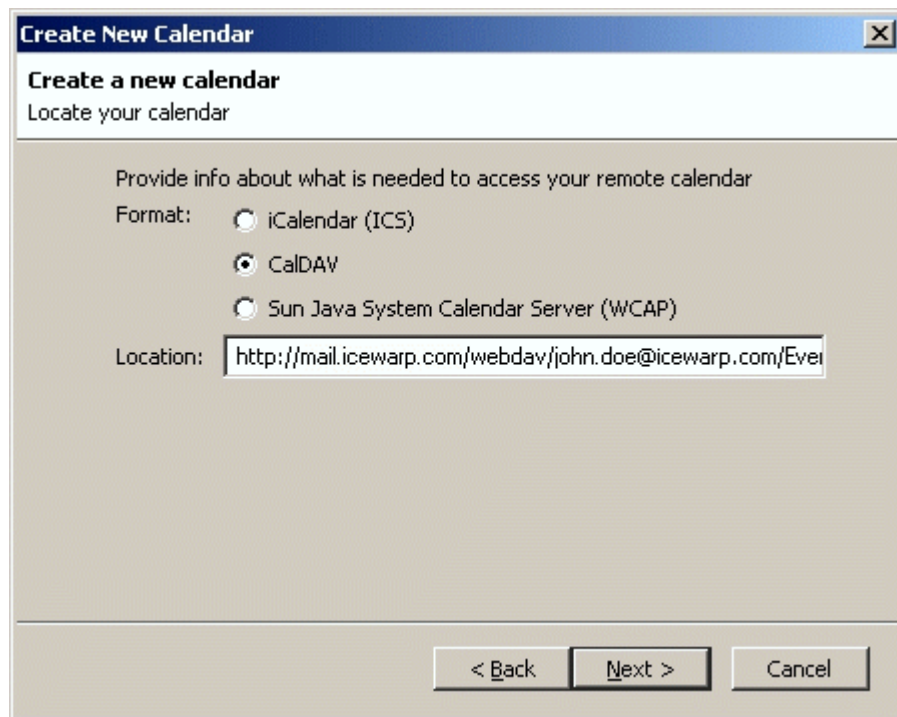 Create New Calendar
Create a new calendar
Locate your calendar
Provide info about what is needed to access your remote calendar
Format:
iCalendar (ICS)
CalDAV
Sun Java System Calendar Server (WCAP)
Location: http://mail.icewarp.com/webdav/john.doe@icewarp.com/Ever
< Back Next > Cancel